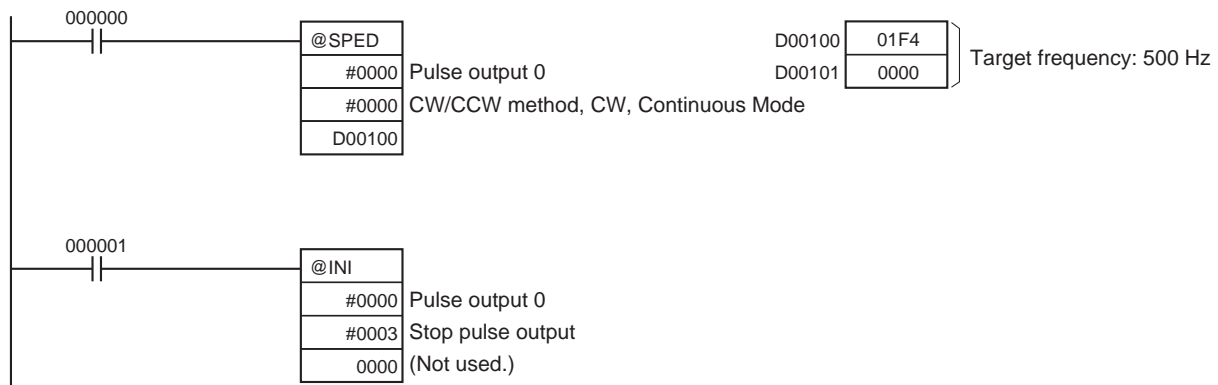 000000
@SPED
#0000 Pulse output 0
#0000 CW/CCW method, CW, Continuous Mode
D00100
D00100 01F4
D00101 0000
Target frequency: 500 Hz
000001
@INI
#0000 Pulse output 0
#0003 Stop pulse output
0000 (Not used.)